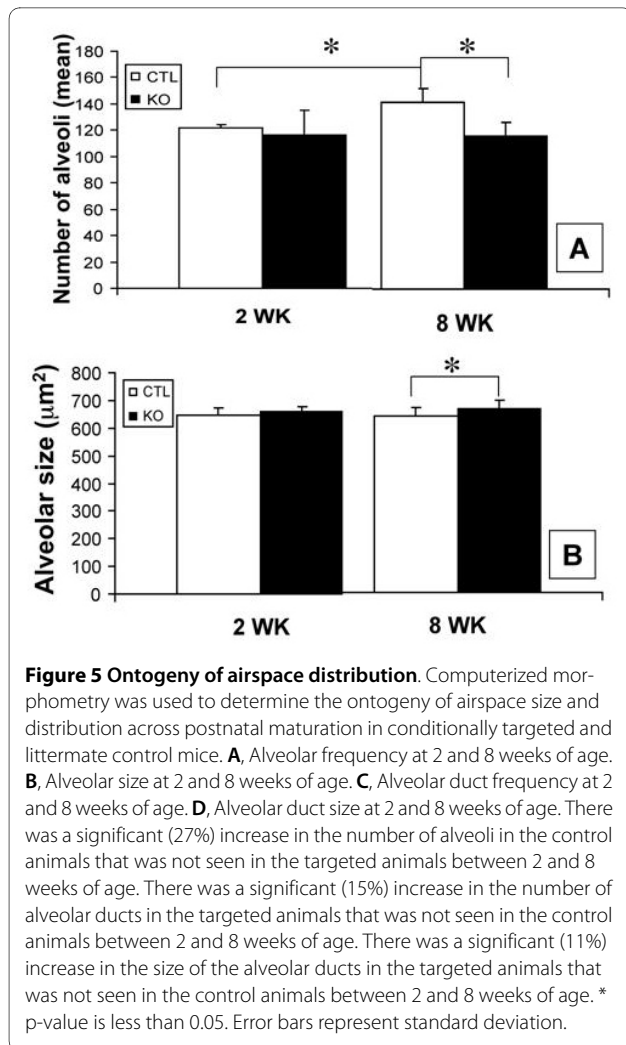 *
*
180
160
140
120
100
80
60
40
20
0
Number of alveoli (mean)
CTL
KO
A
2 WK
8 WK
*
800
700
600
500
400
300
200
100
0
Alveolar size (μm²)
CTL
KO
B
2 WK
8 WK
Figure 5 Ontogeny of airspace distribution. Computerized mor-
phometry was used to determine the ontogeny of airspace size and
distribution across postnatal maturation in conditionally targeted and
littermate control mice. A, Alveolar frequency at 2 and 8 weeks of age.
B, Alveolar size at 2 and 8 weeks of age. C, Alveolar duct frequency at 2
and 8 weeks of age. D, Alveolar duct size at 2 and 8 weeks of age. There
was a significant (27%) increase in the number of alveoli in the control
animals that was not seen in the targeted animals between 2 and 8
weeks of age. There was a significant (15%) increase in the number of
alveolar ducts in the targeted animals that was not seen in the control
animals between 2 and 8 weeks of age. There was a significant (11%)
increase in the size of the alveolar ducts in the targeted animals that
was not seen in the control animals between 2 and 8 weeks of age. *
p-value is less than 0.05. Error bars represent standard deviation.